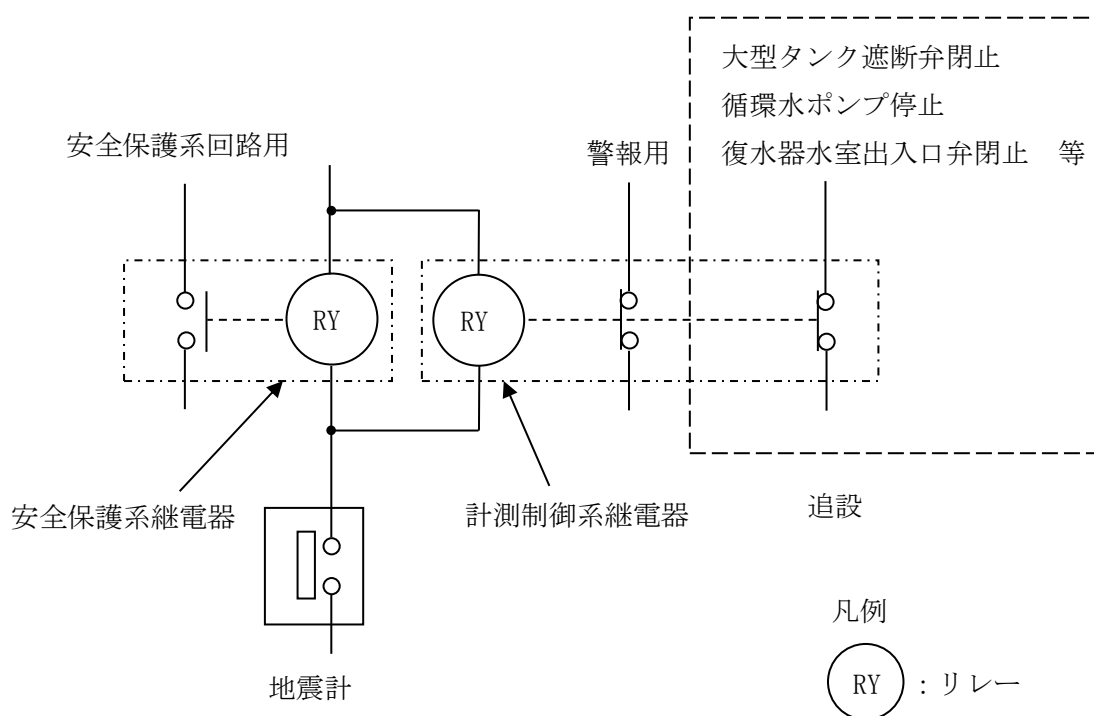 大型タンク遮断弁閉止
循環水ポンプ停止
復水器水室出入口弁閉止　等
安全保護系回路用
警報用
RY
RY
安全保護系継電器
計測制御系継電器
追設
地震計
凡例
RY
：リレー